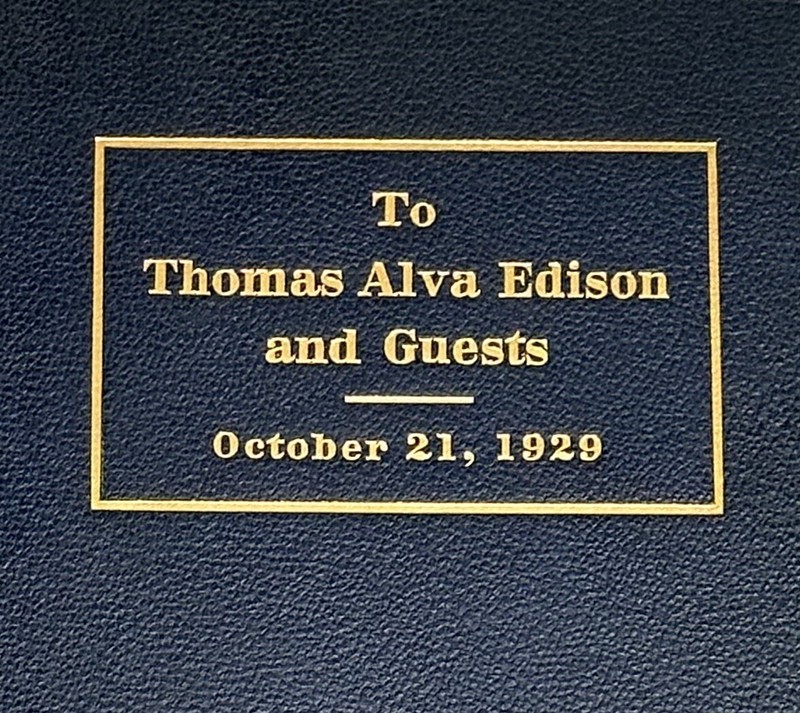 To
Thomas Alva Edison
and Guests
October 21, 1929